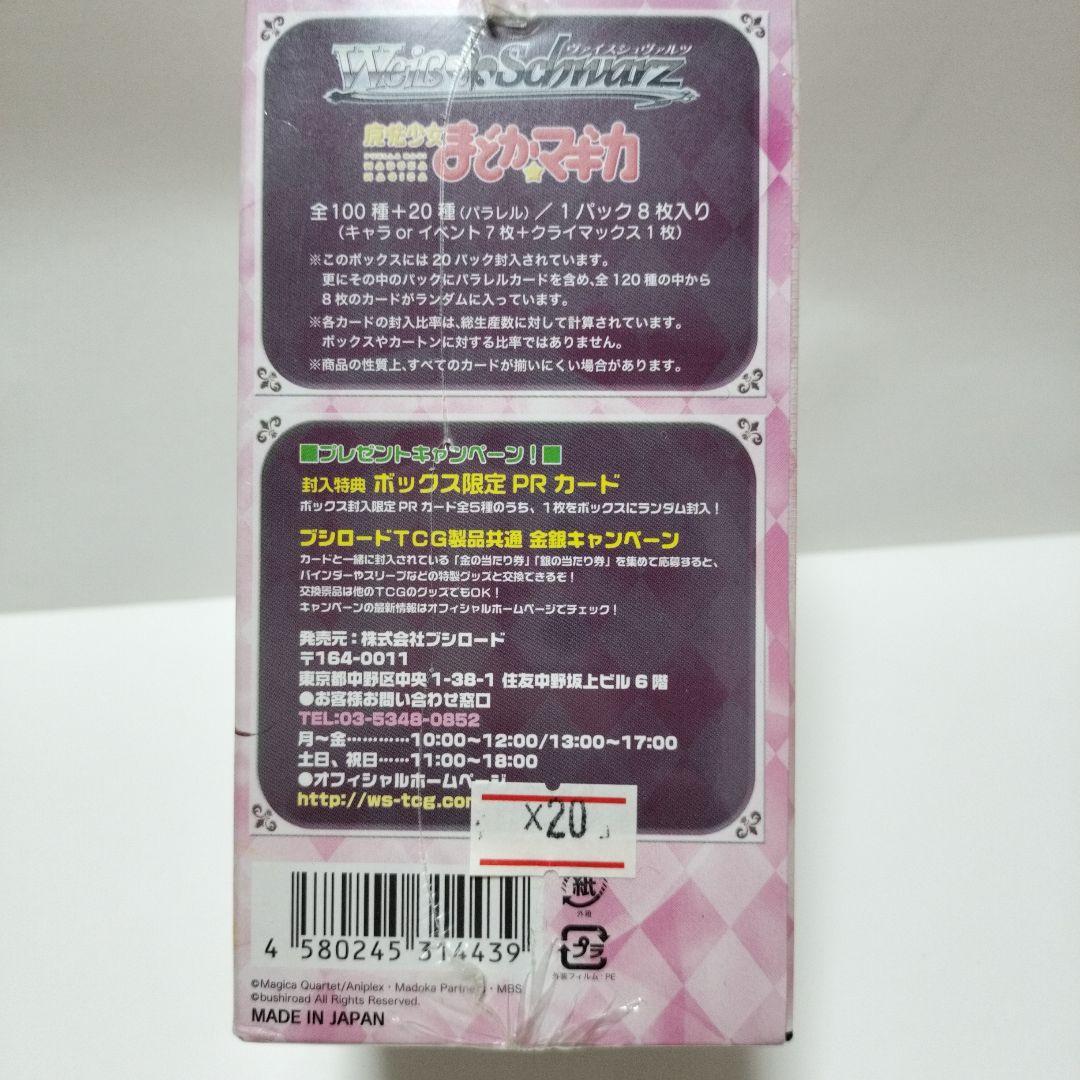 ヴァイスシュヴァルツ
Weiß Schwarz
魔法少女
まどか☆マギカ
PUELLA MAGI
MADOKA
MAGICA
全100種+20種(パラレル)/1パック8枚入り
(キャラorイベント7枚+クライマックス1枚)
※このボックスには20パック封入されています。
更にその中のパックにパラレルカードを含め、全120種の中から
8枚のカードがランダムに入っています。
※各カードの封入比率は、総生産数に対して計算されています。
ボックスやカートンに対する比率ではありません。
※商品の性質上、すべてのカードが揃いにくい場合があります。
■プレゼントキャンペーン!■
封入特典 ボックス限定PRカード
ボックス封入限定PRカード全5種のうち、1枚をボックスにランダム封入!
ブシロードTCG製品共通 金銀キャンペーン
カードと一緒に封入されている「金の当たり券」「銀の当たり券」を集めて応募すると、
バインダーやスリーブなどの特製グッズと交換できるぞ!
交換景品は他のTCGのグッズでもOK!
キャンペーンの最新情報はオフィシャルホームページでチェック!
発売元:株式会社ブシロード
〒164-0011
東京都中野区中央1-38-1 住友中野坂上ビル6階
●お客様お問い合わせ窓口
TEL:03-5348-0852
月〜金…………10:00〜12:00/13:00〜17:00
土日、祝日……11:00〜18:00
●オフィシャルホームページ
http://ws-tcg.com
×20
紙
外箱
プラ
外装フィルム:PE
4 580245 314439
©Magica Quartet/Aniplex・Madoka Partners・MBS
©bushiroad All Rights Reserved.
MADE IN JAPAN